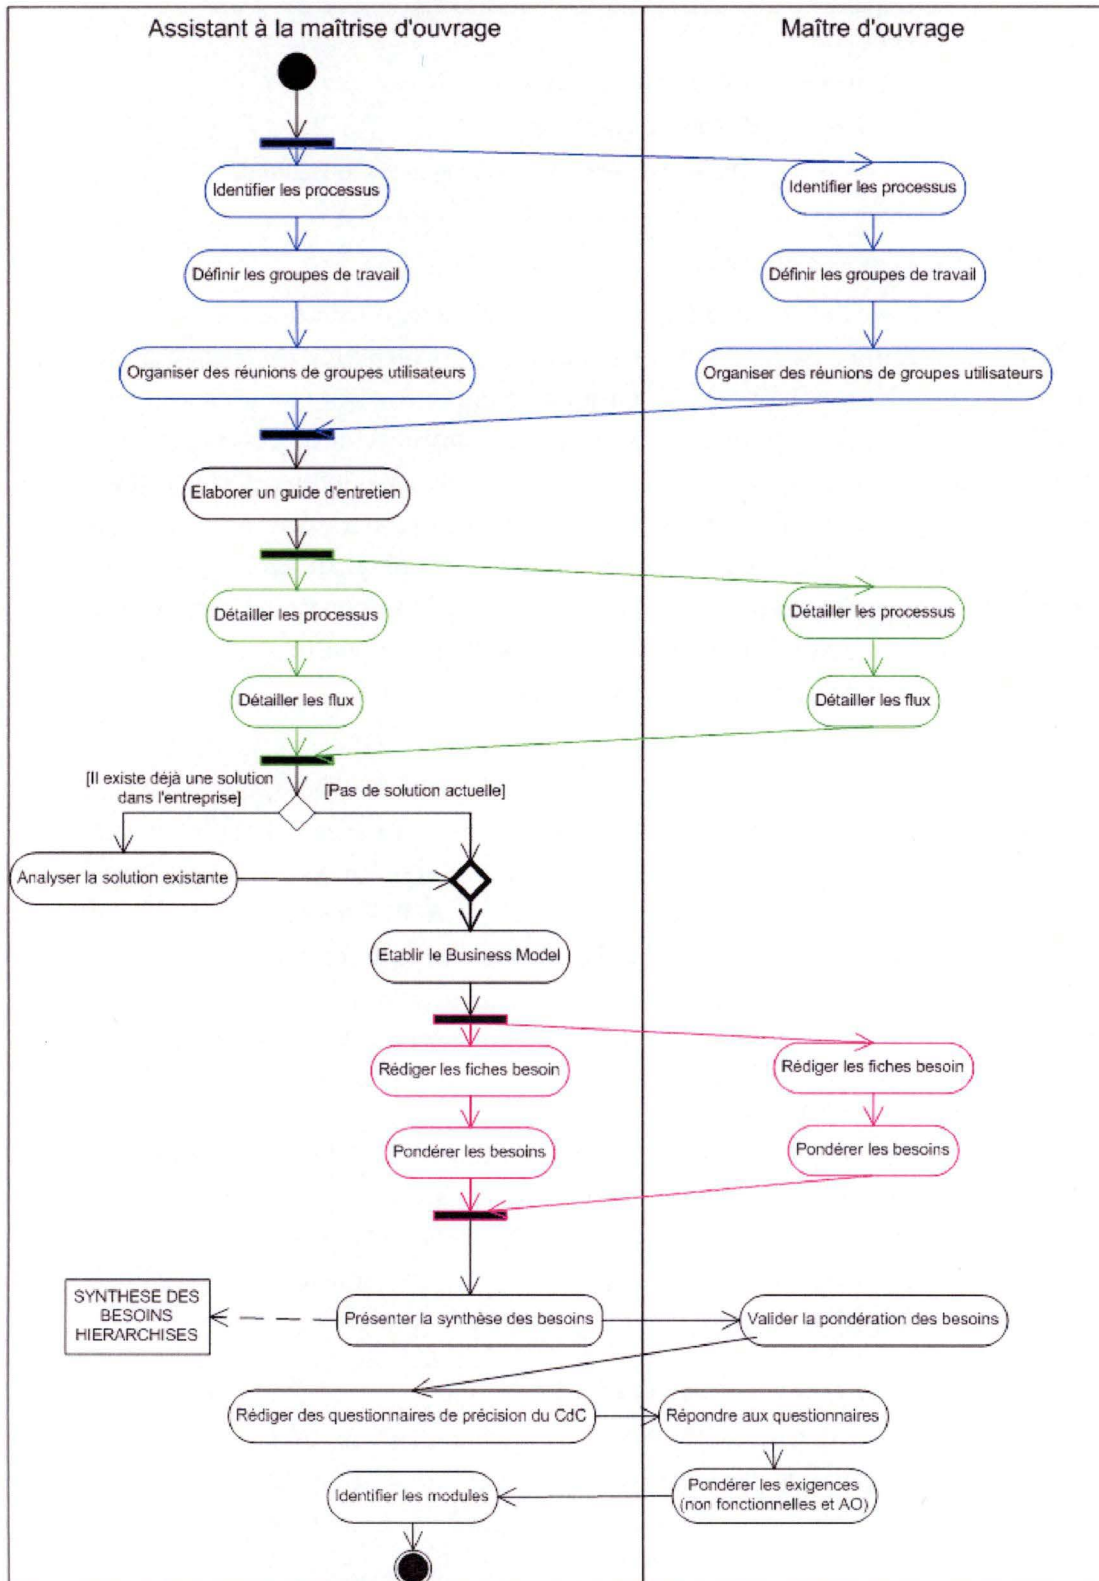 Assistant à la maîtrise d'ouvrage
Maître d'ouvrage
Identifier les processus
Identifier les processus
Définir les groupes de travail
Définir les groupes de travail
Organiser des réunions de groupes utilisateurs
Organiser des réunions de groupes utilisateurs
Elaborer un guide d'entretien
Détailler les processus
Détailler les processus
Détailler les flux
Détailler les flux
[Il existe déjà une solution
dans l'entreprise]
[Pas de solution actuelle]
Analyser la solution existante
Etablir le Business Model
Rédiger les fiches besoin
Rédiger les fiches besoin
Pondérer les besoins
Pondérer les besoins
SYNTHESE DES
BESOINS
HIERARCHISES
Présenter la synthèse des besoins
Valider la pondération des besoins
Rédiger des questionnaires de précision du CdC
Répondre aux questionnaires
Pondérer les exigences
(non fonctionnelles et AO)
Identifier les modules